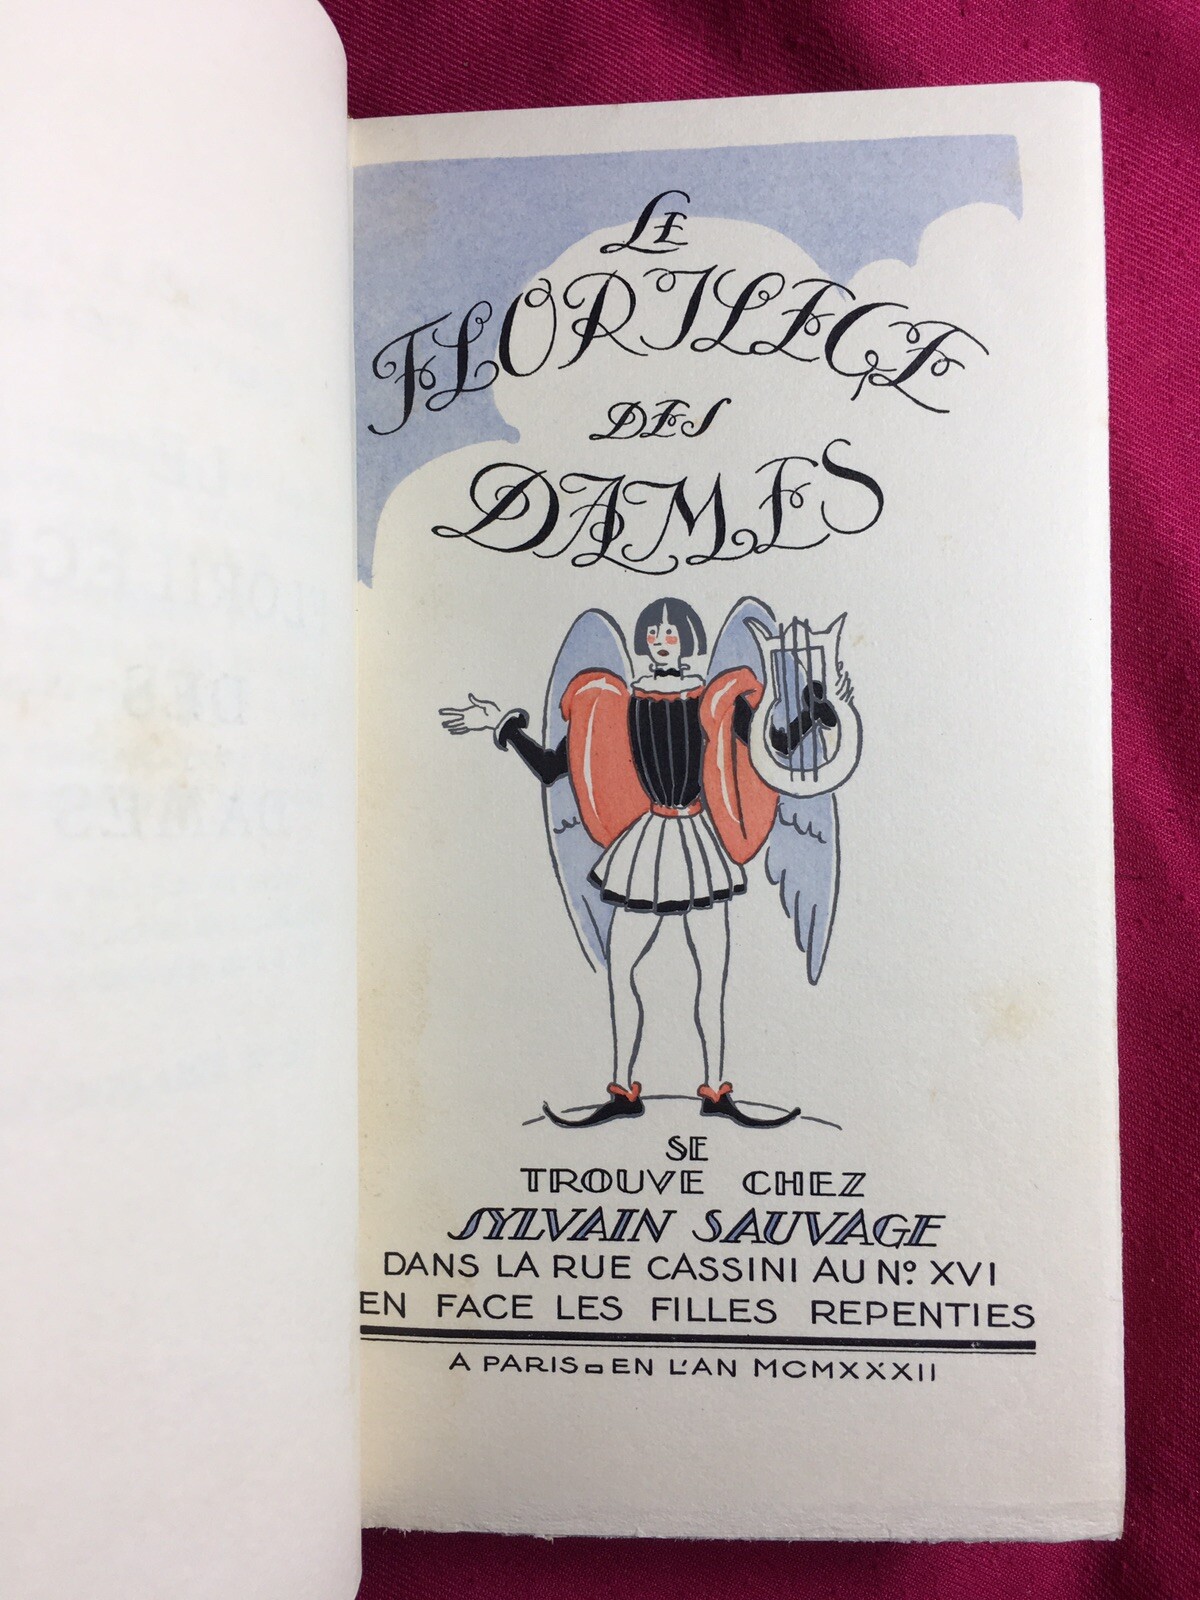 LE
FLORILEGE
DES
DAMES
SE
TROUVE CHEZ
SYLVAIN SAUVAGE
DANS LA RUE CASSINI AU Nº XVI
EN FACE LES FILLES REPENTIES
A PARIS EN L'AN MCMXXXII